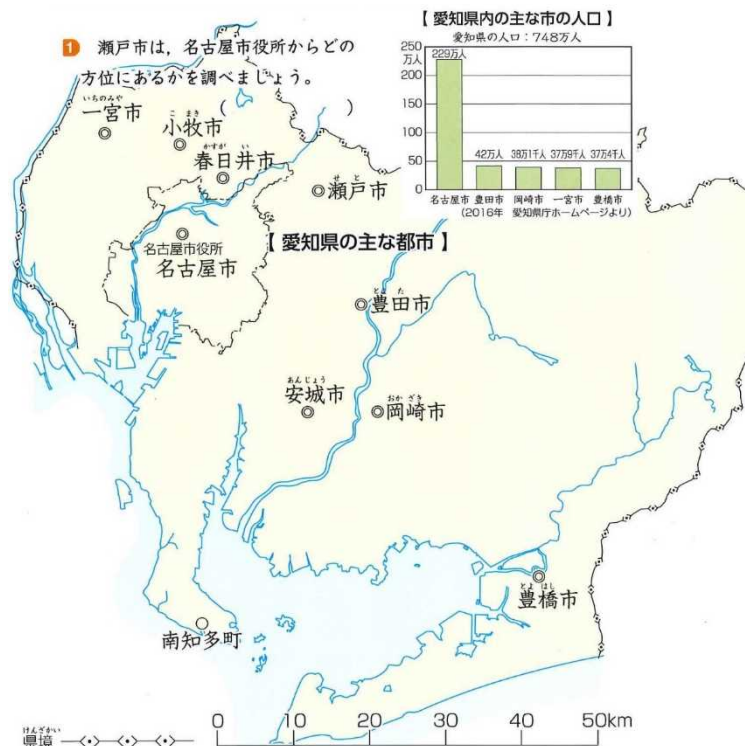 【 愛知県内の主な市の人口 】
愛知県の人口：748万人
250
万人
200
150
100
50
0
229万人
42万人
38万1千人
37万9千人
37万4千人
名古屋市
豊田市
岡崎市
一宮市
豊橋市
(2016年 愛知県庁ホームページより)
1 瀬戸市は，名古屋市役所からどの
方位にあるかを調べましょう。
( )
いちのみや
一宮市
こまき
小牧市
かすがい
春日井市
せと
瀬戸市
名古屋市役所
名古屋市
【 愛知県の主な都市 】
とよた
豊田市
あんじょう
安城市
おかざき
岡崎市
とよはし
豊橋市
南知多町
けんざかい
県境
0 10 20 30 40 50km